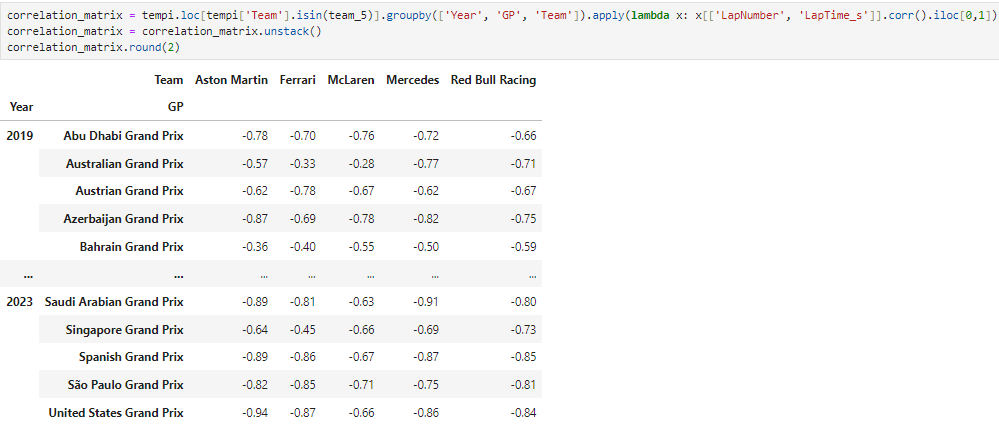 correlation_matrix = tempi.loc[tempi['Team'].isin(team_5)].groupby(['Year', 'GP', 'Team']).apply(lambda x: x[['LapNumber', 'LapTime_s']].corr().iloc[0,1])
correlation_matrix = correlation_matrix.unstack()
correlation_matrix.round(2)
Team Aston Martin Ferrari McLaren Mercedes Red Bull Racing
Year GP
2019 Abu Dhabi Grand Prix -0.78 -0.70 -0.76 -0.72 -0.66
Australian Grand Prix -0.57 -0.33 -0.28 -0.77 -0.71
Austrian Grand Prix -0.62 -0.78 -0.67 -0.62 -0.67
Azerbaijan Grand Prix -0.87 -0.69 -0.78 -0.82 -0.75
Bahrain Grand Prix -0.36 -0.40 -0.55 -0.50 -0.59
... ... ... ... ... ... ...
2023 Saudi Arabian Grand Prix -0.89 -0.81 -0.63 -0.91 -0.80
Singapore Grand Prix -0.64 -0.45 -0.66 -0.69 -0.73
Spanish Grand Prix -0.89 -0.86 -0.67 -0.87 -0.85
São Paulo Grand Prix -0.82 -0.85 -0.71 -0.75 -0.81
United States Grand Prix -0.94 -0.87 -0.66 -0.86 -0.84